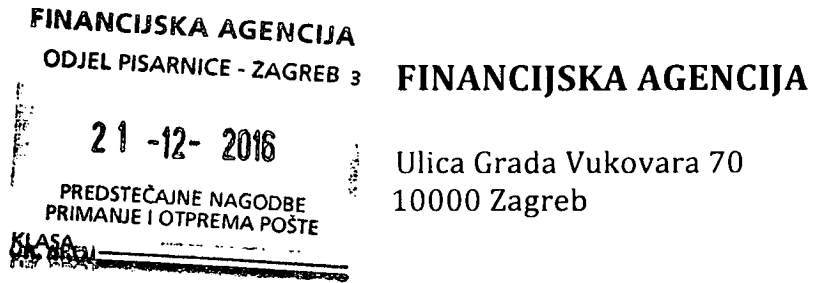 FINANCIJSKA AGENCIJA
ODJEL PISARNICE - ZAGREB 3
21 -12- 2016
PREDSTEČAJNE NAGODBE
PRIMANJE I OTPREMA POŠTE
KLASA
FINANCIJSKA AGENCIJA
Ulica Grada Vukovara 70
10000 Zagreb